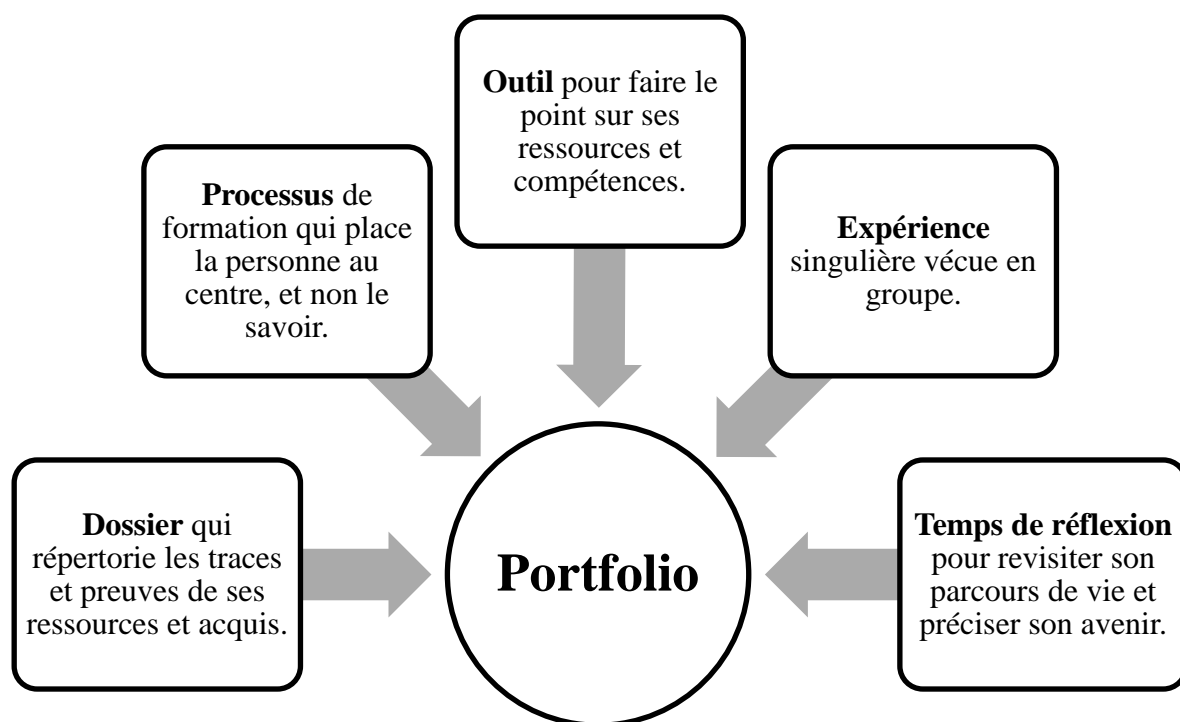 Dossier qui
répertorie les traces
et preuves de ses
ressources et acquis.
Processus de
formation qui place
la personne au
centre, et non le
savoir.
Outil pour faire le
point sur ses
ressources et
compétences.
Expérience
singulière vécue en
groupe.
Temps de réflexion
pour revisiter son
parcours de vie et
préciser son avenir.
Portfolio